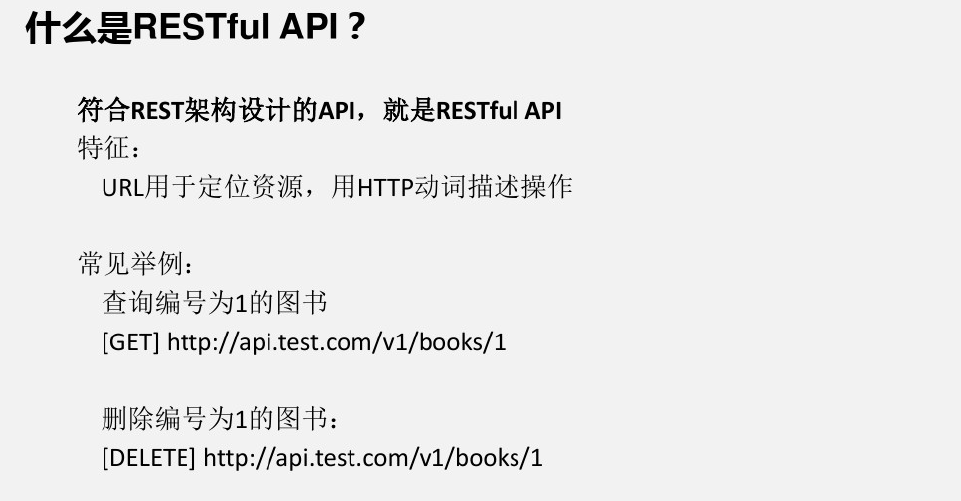 什么是RESTful API？
符合REST架构设计的API，就是RESTful API
特征：
URL用于定位资源，用HTTP动词描述操作
常见举例：
查询编号为1的图书
[GET] http://api.test.com/v1/books/1
删除编号为1的图书：
[DELETE] http://api.test.com/v1/books/1